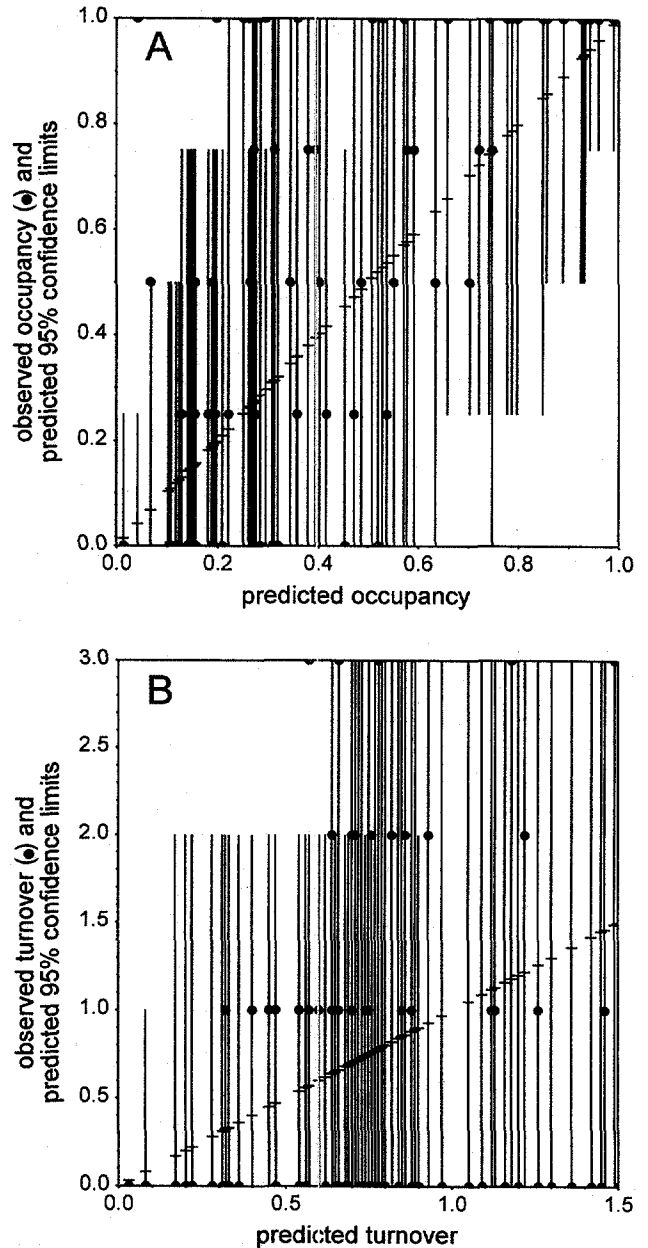 A
1.0
0.8
0.6
0.4
0.2
0.0
observed occupancy (●) and
predicted 95% confidence limits
0.0 0.2 0.4 0.6 0.8 1.0
predicted occupancy
B
3.0
2.5
2.0
1.5
1.0
0.5
0.0
observed turnover (●) and
predicted 95% confidence limits
0.0 0.5 1.0 1.5
predicted turnover